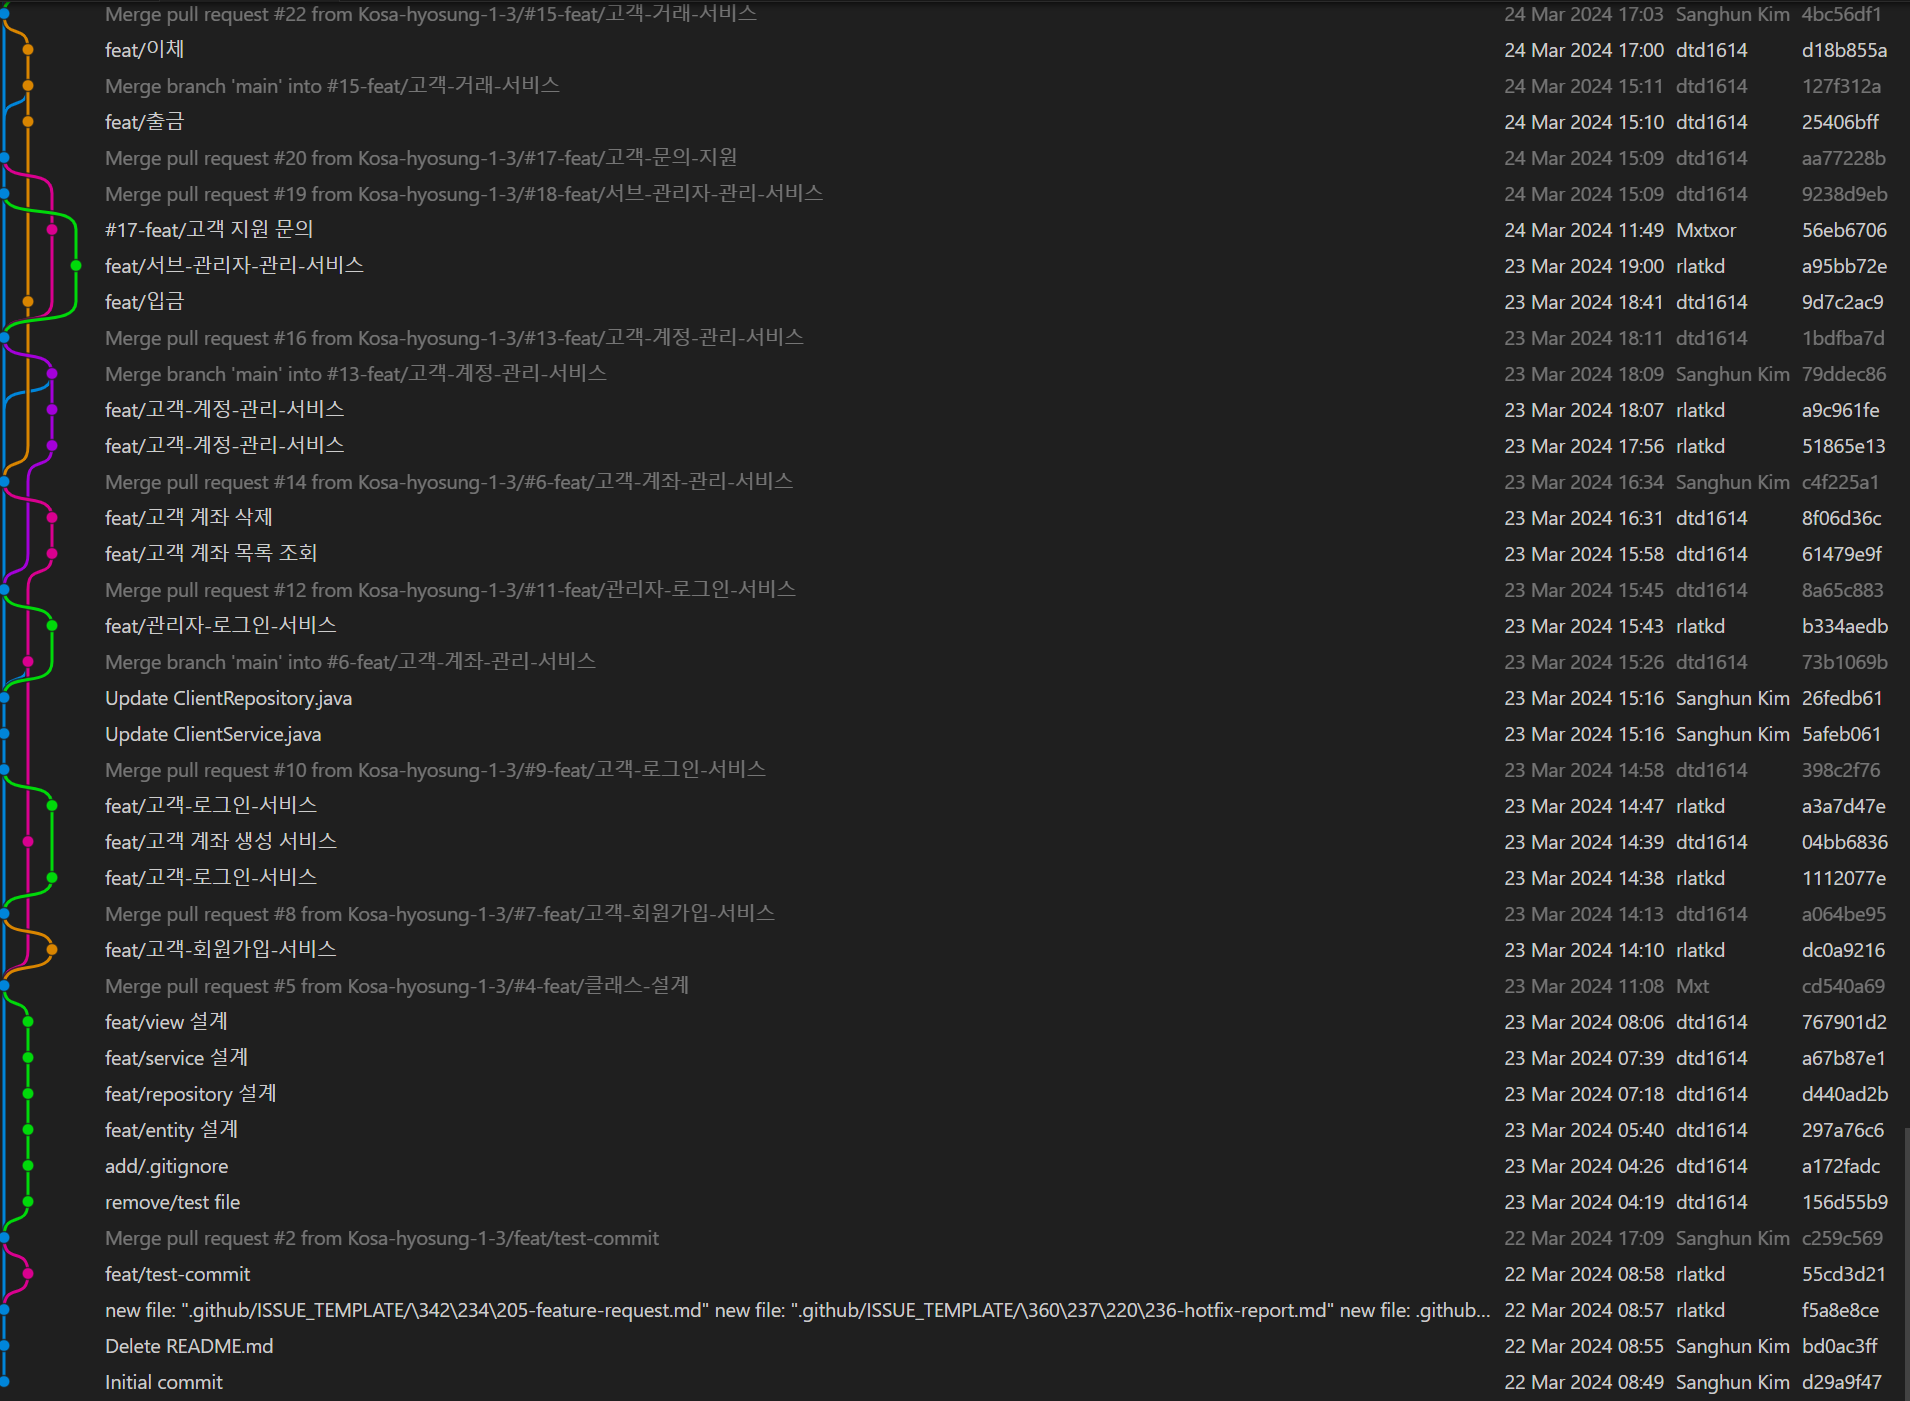 Merge pull request #22 from Kosa-hyosung-1-3/#15-feat/고객-거래-서비스 24 Mar 2024 17:03 Sanghun Kim 4bc56df1
feat/이체 24 Mar 2024 17:00 dtd1614 d18b855a
Merge branch 'main' into #15-feat/고객-거래-서비스 24 Mar 2024 15:11 dtd1614 127f312a
feat/출금 24 Mar 2024 15:10 dtd1614 25406bff
Merge pull request #20 from Kosa-hyosung-1-3/#17-feat/고객-문의-지원 24 Mar 2024 15:09 dtd1614 aa77228b
Merge pull request #19 from Kosa-hyosung-1-3/#18-feat/서브-관리자-관리-서비스 24 Mar 2024 15:09 dtd1614 9238d9eb
#17-feat/고객 지원 문의 24 Mar 2024 11:49 Mxtxor 56eb6706
feat/서브-관리자-관리-서비스 23 Mar 2024 19:00 rlatkd a95bb72e
feat/입금 23 Mar 2024 18:41 dtd1614 9d7c2ac9
Merge pull request #16 from Kosa-hyosung-1-3/#13-feat/고객-계정-관리-서비스 23 Mar 2024 18:11 dtd1614 1bdfba7d
Merge branch 'main' into #13-feat/고객-계정-관리-서비스 23 Mar 2024 18:09 Sanghun Kim 79ddec86
feat/고객-계정-관리-서비스 23 Mar 2024 18:07 rlatkd a9c961fe
feat/고객-계정-관리-서비스 23 Mar 2024 17:56 rlatkd 51865e13
Merge pull request #14 from Kosa-hyosung-1-3/#6-feat/고객-계좌-관리-서비스 23 Mar 2024 16:34 Sanghun Kim c4f225a1
feat/고객 계좌 삭제 23 Mar 2024 16:31 dtd1614 8f06d36c
feat/고객 계좌 목록 조회 23 Mar 2024 15:58 dtd1614 61479e9f
Merge pull request #12 from Kosa-hyosung-1-3/#11-feat/관리자-로그인-서비스 23 Mar 2024 15:45 dtd1614 8a65c883
feat/관리자-로그인-서비스 23 Mar 2024 15:43 rlatkd b334aedb
Merge branch 'main' into #6-feat/고객-계좌-관리-서비스 23 Mar 2024 15:26 dtd1614 73b1069b
Update ClientRepository.java 23 Mar 2024 15:16 Sanghun Kim 26fedb61
Update ClientService.java 23 Mar 2024 15:16 Sanghun Kim 5afeb061
Merge pull request #10 from Kosa-hyosung-1-3/#9-feat/고객-로그인-서비스 23 Mar 2024 14:58 dtd1614 398c2f76
feat/고객-로그인-서비스 23 Mar 2024 14:47 rlatkd a3a7d47e
feat/고객 계좌 생성 서비스 23 Mar 2024 14:39 dtd1614 04bb6836
feat/고객-로그인-서비스 23 Mar 2024 14:38 rlatkd 1112077e
Merge pull request #8 from Kosa-hyosung-1-3/#7-feat/고객-회원가입-서비스 23 Mar 2024 14:13 dtd1614 a064be95
feat/고객-회원가입-서비스 23 Mar 2024 14:10 rlatkd dc0a9216
Merge pull request #5 from Kosa-hyosung-1-3/#4-feat/클래스-설계 23 Mar 2024 11:08 Mxt cd540a69
feat/view 설계 23 Mar 2024 08:06 dtd1614 767901d2
feat/service 설계 23 Mar 2024 07:39 dtd1614 a67b87e1
feat/repository 설계 23 Mar 2024 07:18 dtd1614 d440ad2b
feat/entity 설계 23 Mar 2024 05:40 dtd1614 297a76c6
add/.gitignore 23 Mar 2024 04:26 dtd1614 a172fadc
remove/test file 23 Mar 2024 04:19 dtd1614 156d55b9
Merge pull request #2 from Kosa-hyosung-1-3/feat/test-commit 22 Mar 2024 17:09 Sanghun Kim c259c569
feat/test-commit 22 Mar 2024 08:58 rlatkd 55cd3d21
new file: ".github/ISSUE_TEMPLATE/\342\234\205-feature-request.md" new file: ".github/ISSUE_TEMPLATE/\360\237\220\236-hotfix-report.md" new file: .github... 22 Mar 2024 08:57 rlatkd f5a8e8ce
Delete README.md 22 Mar 2024 08:55 Sanghun Kim bd0ac3ff
Initial commit 22 Mar 2024 08:49 Sanghun Kim d29a9f47